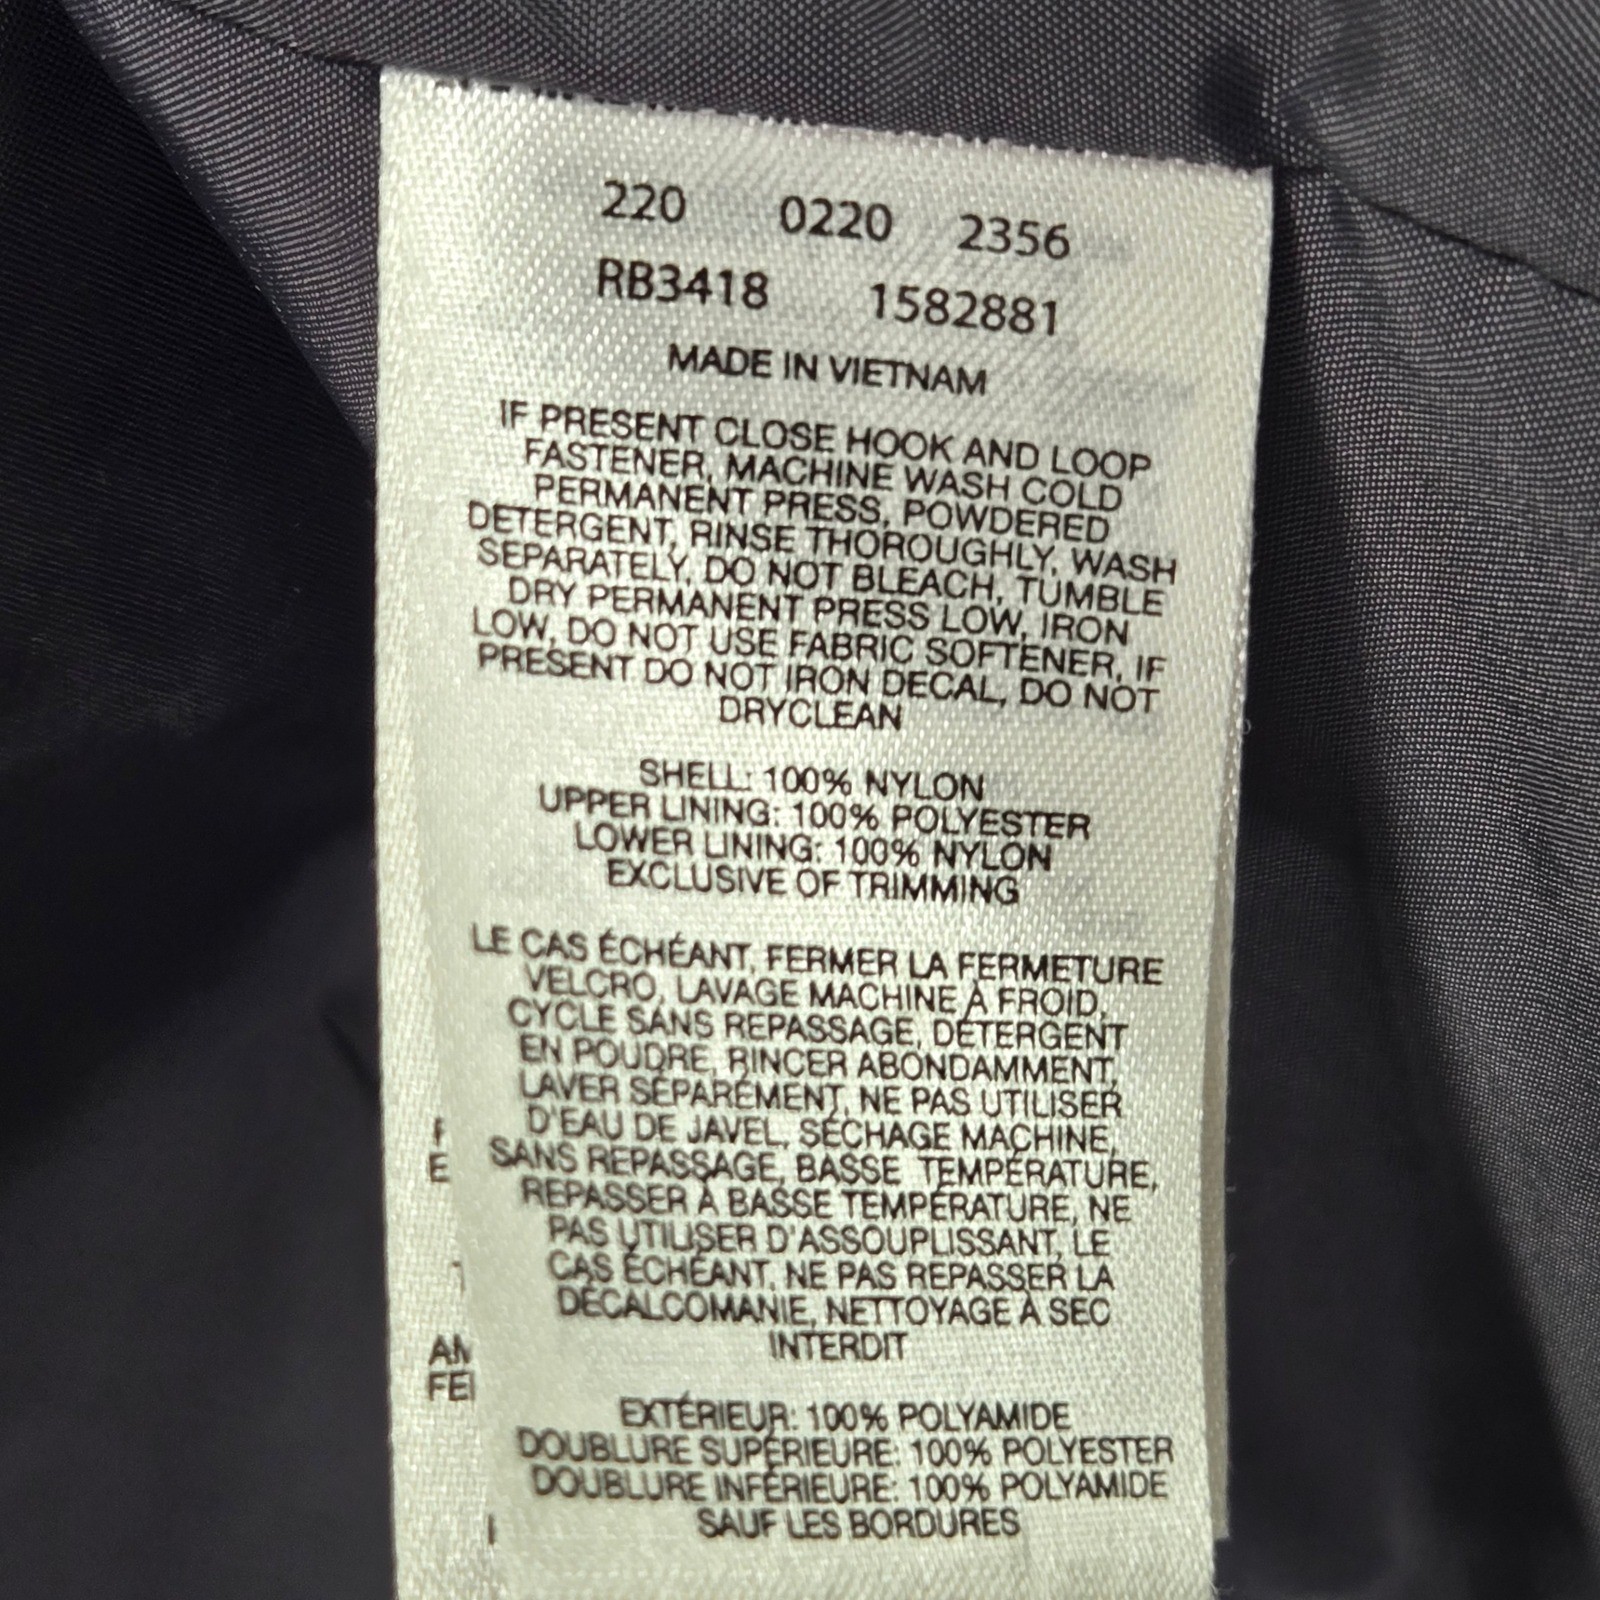 220 0220 2356
RB3418 1582881
MADE IN VIETNAM
IF PRESENT CLOSE HOOK AND LOOP
FASTENER, MACHINE WASH COLD
PERMANENT PRESS, POWDERED
DETERGENT, RINSE THOROUGHLY, WASH
SEPARATELY, DO NOT BLEACH, TUMBLE
DRY PERMANENT PRESS LOW, IRON
LOW, DO NOT USE FABRIC SOFTENER, IF
PRESENT DO NOT IRON DECAL, DO NOT
DRYCLEAN
SHELL: 100% NYLON
UPPER LINING: 100% POLYESTER
LOWER LINING: 100% NYLON
EXCLUSIVE OF TRIMMING
LE CAS ÉCHÉANT, FERMER LA FERMETURE
VELCRO, LAVAGE MACHINE À FROID,
CYCLE SANS REPASSAGE, DÉTERGENT
EN POUDRE, RINCER ABONDAMMENT,
LAVER SÉPARÉMENT, NE PAS UTILISER
D'EAU DE JAVEL, SÉCHAGE MACHINE,
SANS REPASSAGE, BASSE TEMPÉRATURE,
REPASSER À BASSE TEMPÉRATURE, NE
PAS UTILISER D'ASSOUPLISSANT, LE
CAS ÉCHÉANT, NE PAS REPASSER LA
DÉCALCOMANIE, NETTOYAGE À SEC
INTERDIT
EXTÉRIEUR: 100% POLYAMIDE
DOUBLURE SUPÉRIEURE: 100% POLYESTER
DOUBLURE INFÉRIEURE: 100% POLYAMIDE
SAUF LES BORDURES